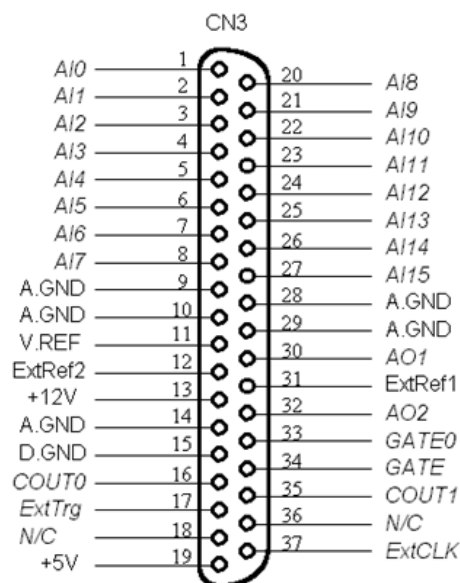 CN3
AI0 1
20 AI8
AI1 2
21 AI9
AI2 3
22 AI10
AI3 4
23 AI11
AI4 5
24 AI12
AI5 6
25 AI13
AI6 7
26 AI14
AI7 8
27 AI15
A.GND 9
28 A.GND
A.GND 10
29 A.GND
V.REF 11
30 AO1
ExtRef2 12
31 ExtRef1
+12V 13
32 AO2
A.GND 14
33 GATE0
D.GND 15
34 GATE
COUT0 16
35 COUT1
ExtTrg 17
36 N/C
N/C 18
37 ExtCLK
+5V 19